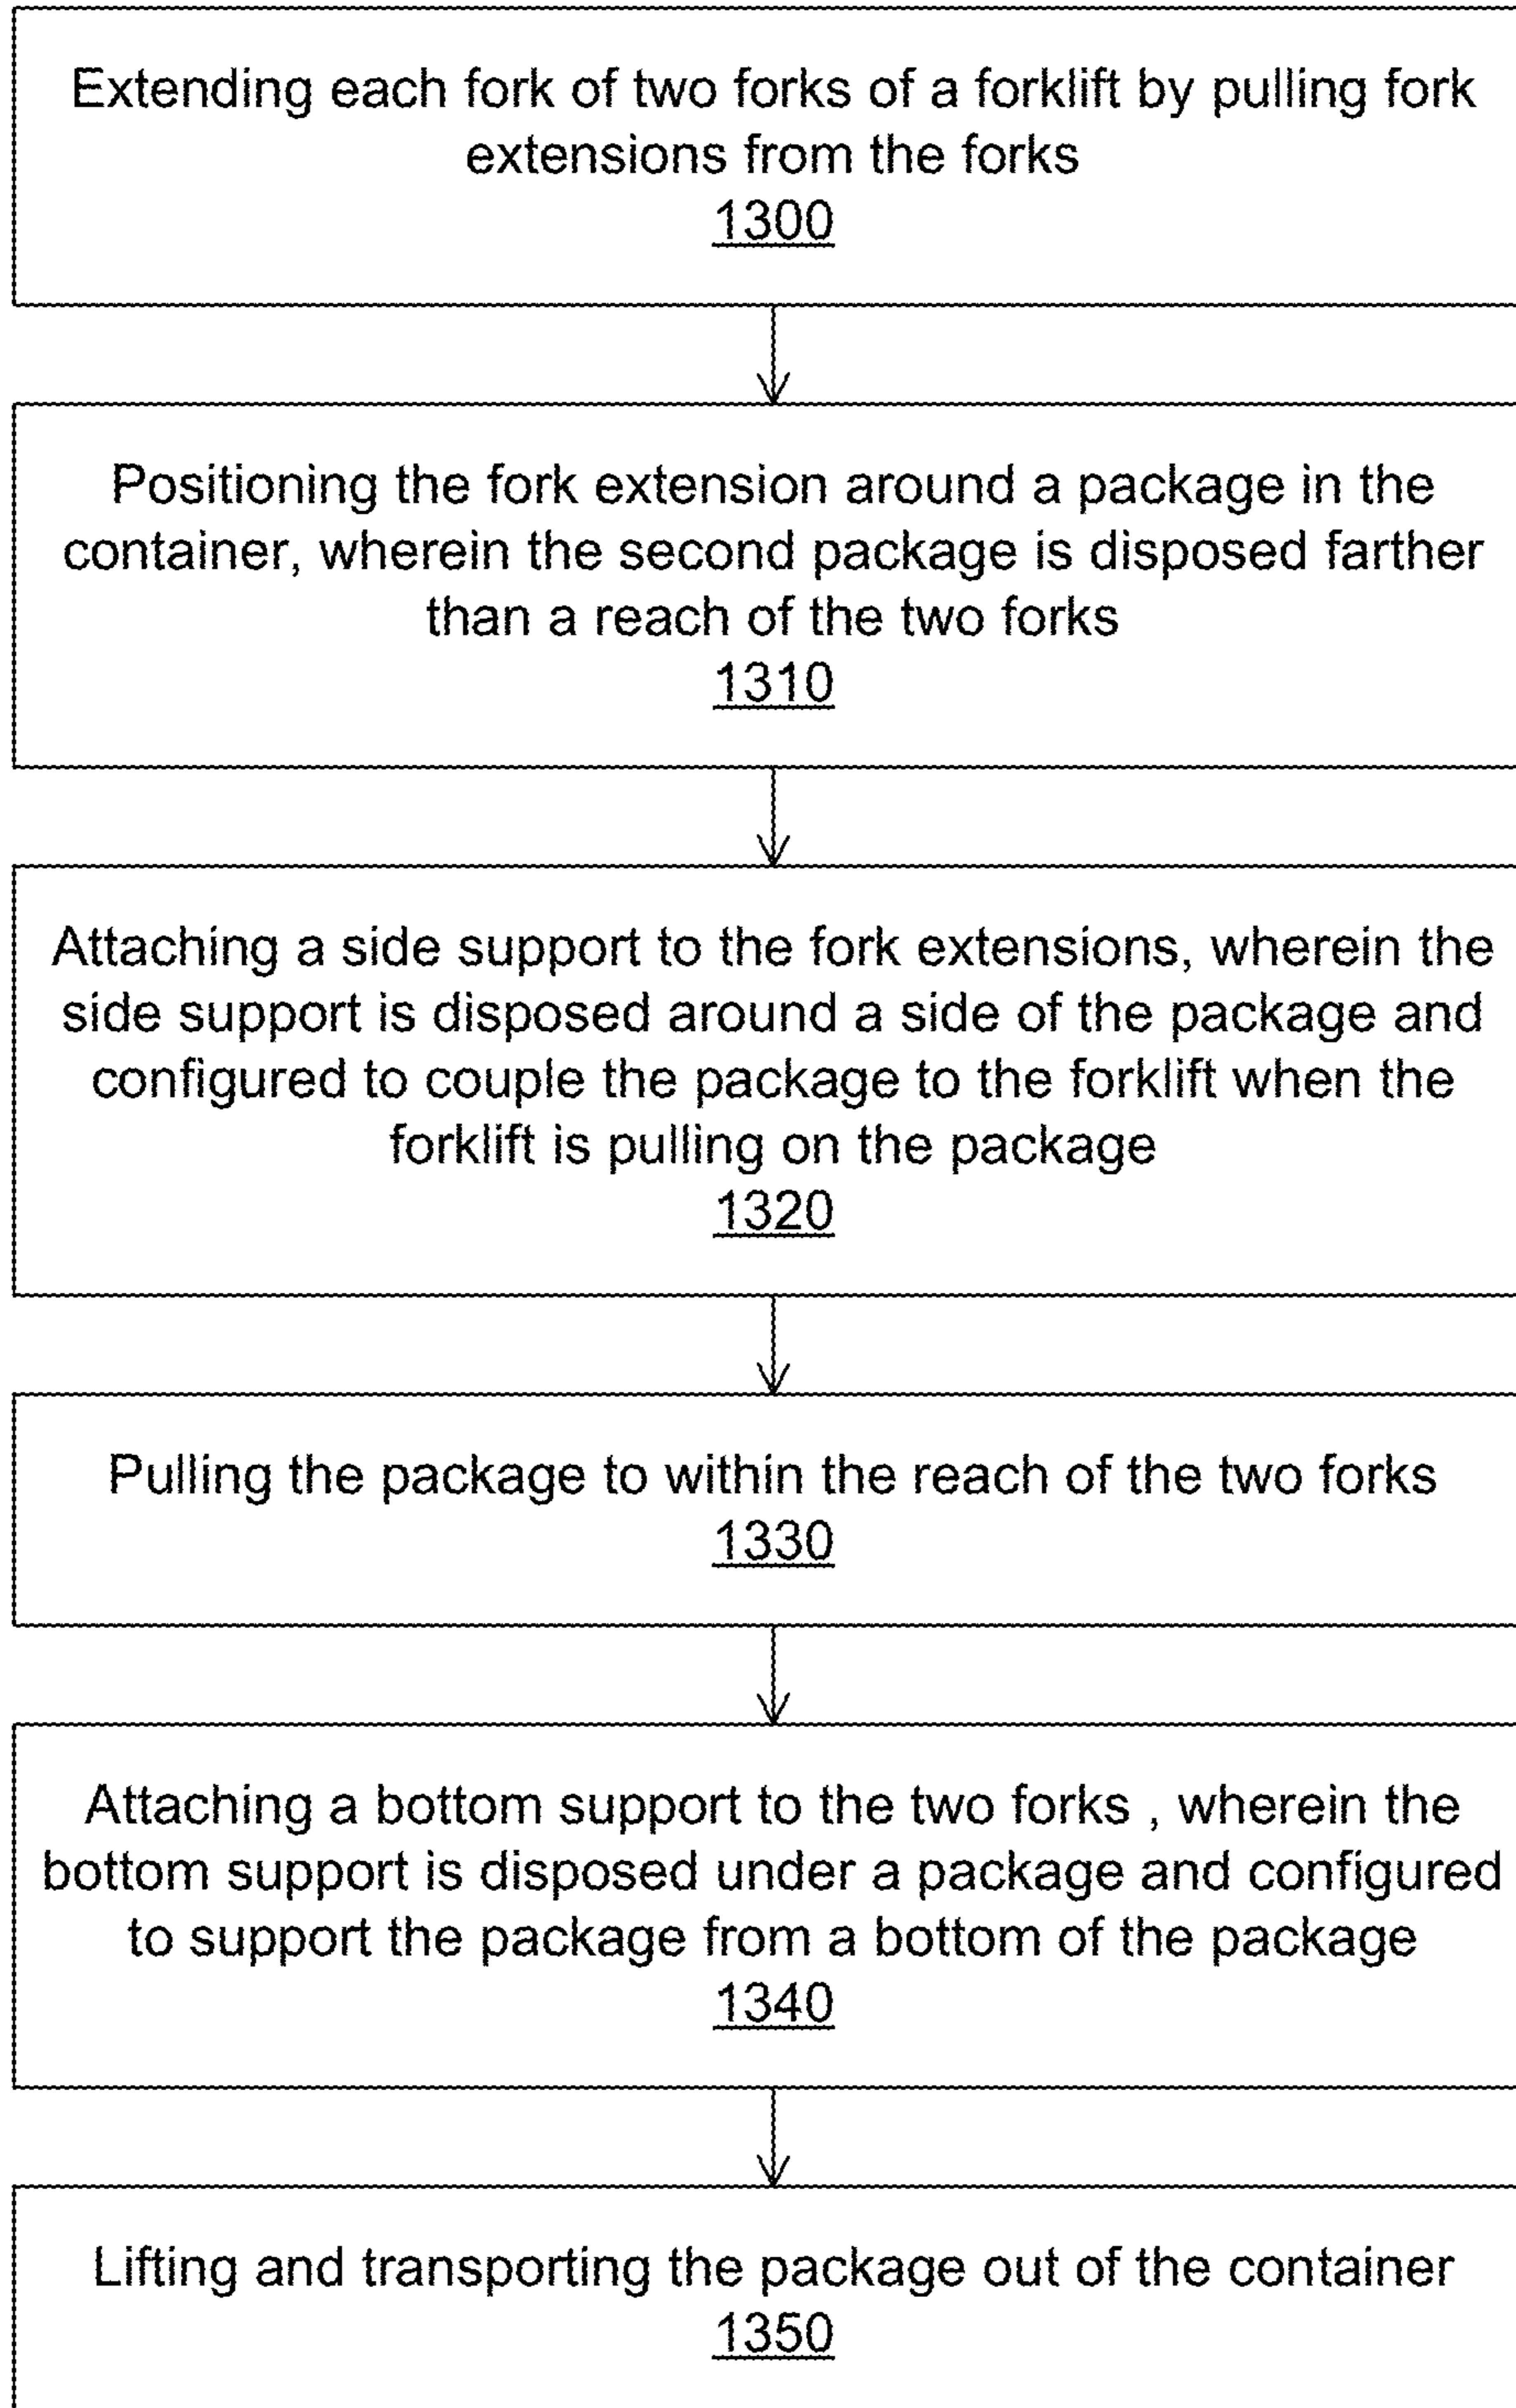 Extending each fork of two forks of a forklift by pulling fork
extensions from the forks
1300
Positioning the fork extension around a package in the
container, wherein the second package is disposed farther
than a reach of the two forks
1310
Attaching a side support to the fork extensions, wherein the
side support is disposed around a side of the package and
configured to couple the package to the forklift when the
forklift is pulling on the package
1320
Pulling the package to within the reach of the two forks
1330
Attaching a bottom support to the two forks , wherein the
bottom support is disposed under a package and configured
to support the package from a bottom of the package
1340
Lifting and transporting the package out of the container
1350